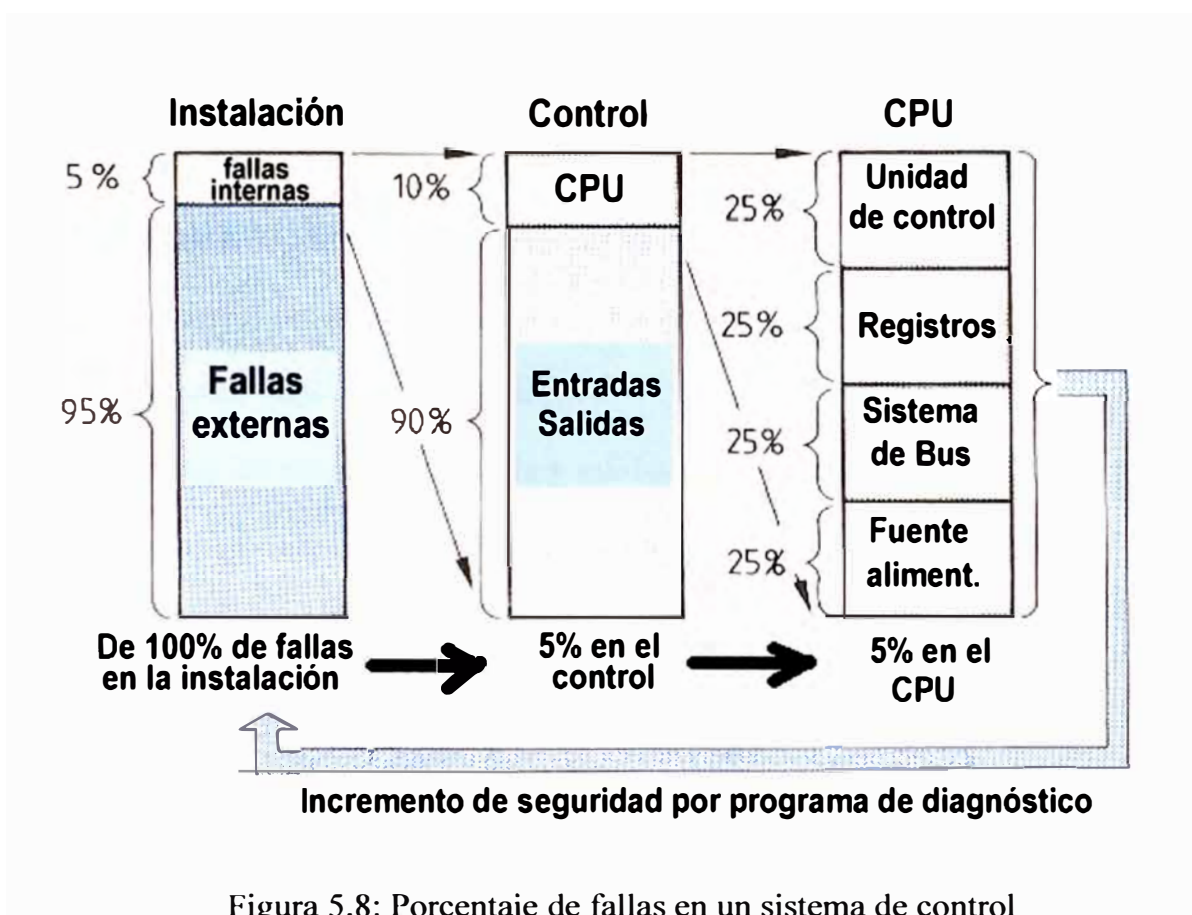 Instalación
Control
CPU
5 %
fallas
internas
10%
CPU
25%
Unidad
de control
25%
Registros
95%
Fallas
externas
90%
Entradas
Salidas
25%
Sistema
de Bus
25%
Fuente
aliment.
De 100% de fallas
en la instalación
5% en el
control
5% en el
CPU
Incremento de seguridad por programa de diagnóstico
Figura 5.8: Porcentaje de fallas en un sistema de control